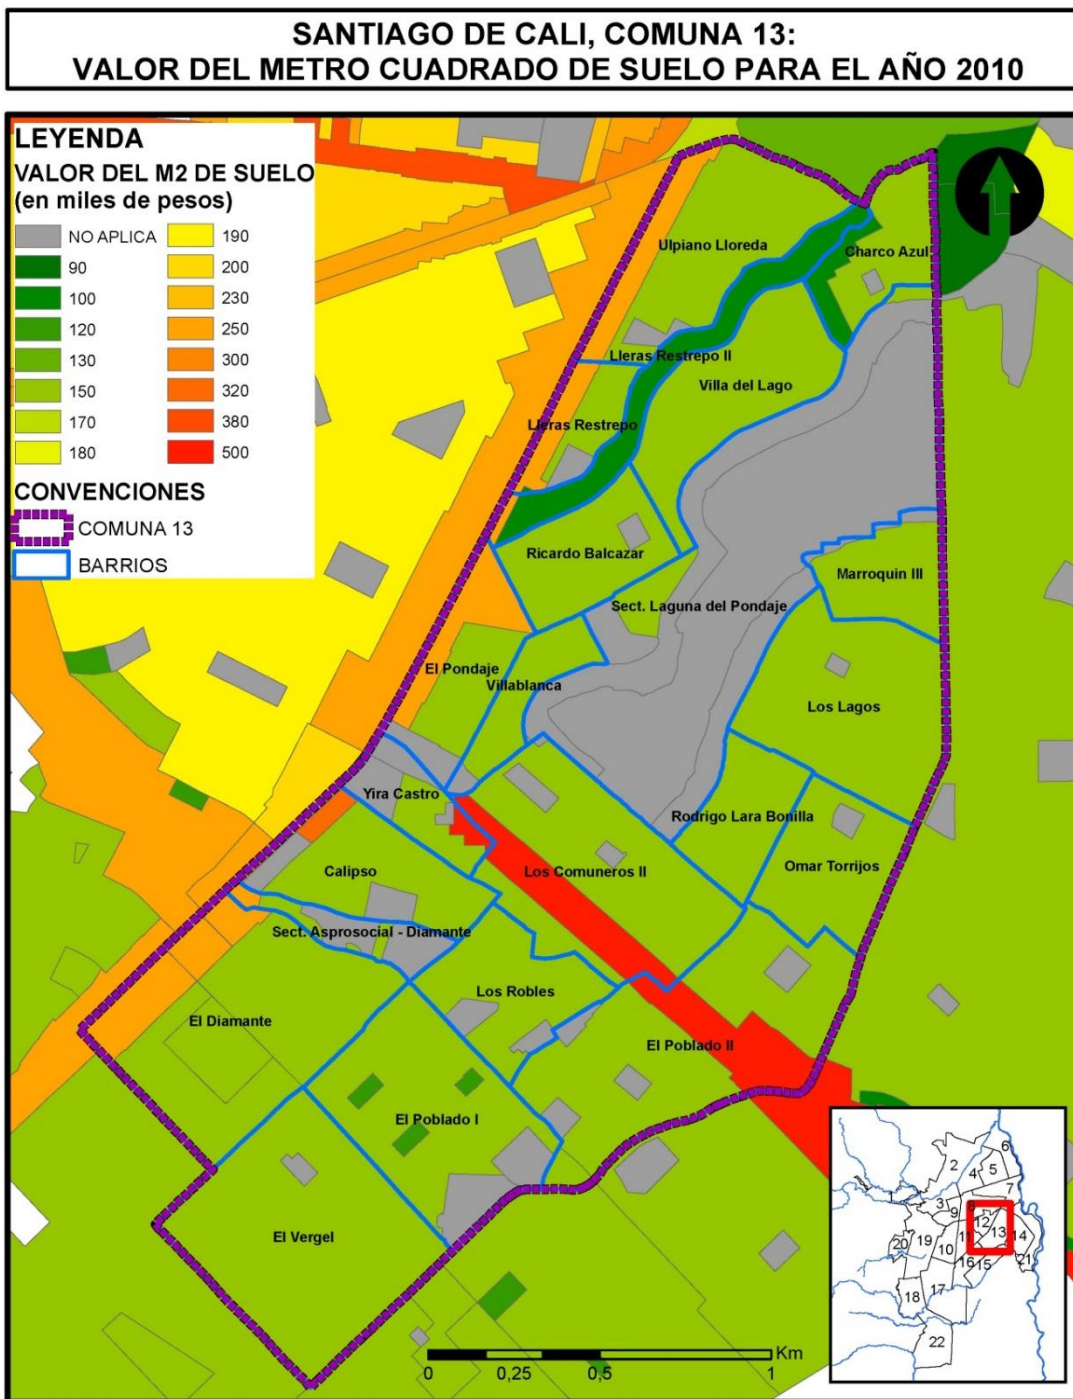 SANTIAGO DE CALI, COMUNA 13:
VALOR DEL METRO CUADRADO DE SUELO PARA EL AÑO 2010
LEYENDA
VALOR DEL M2 DE SUELO
(en miles de pesos)
NO APLICA
90
100
120
130
150
170
180
190
200
230
250
300
320
380
500
CONVENCIONES
COMUNA 13
BARRIOS
Ulpiano Lloreda
Charco Azul
Lleras Restrepo II
Villa del Lago
Lleras Restrepo
Ricardo Balcazar
Marroquin III
Sect. Laguna del Pondaje
El Pondaje
Villablanca
Los Lagos
Yira Castro
Rodrigo Lara Bonilla
Calipso
Los Comuneros II
Omar Torrijos
Sect. Asprosocial - Diamante
Los Robles
El Diamante
El Poblado II
El Poblado I
El Vergel
0
0,25
0,5
1
Km
6
2
4
5
7
1
3
8
9
12
13
14
11
20
19
10
21
16
15
18
17
22